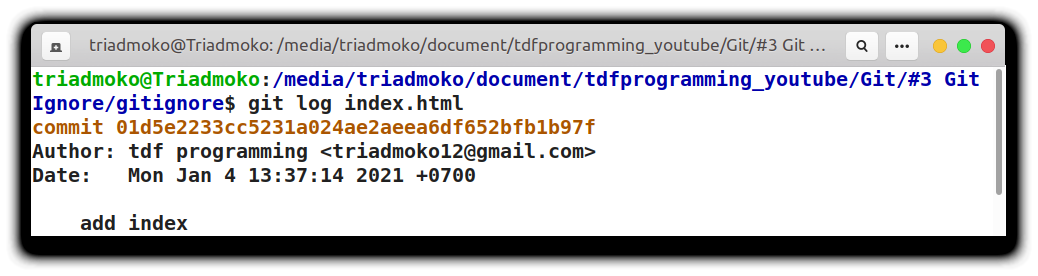 triadmoko@Triadmoko: /media/triadmoko/document/tdfprogramming_youtube/Git/#3 Git ...
triadmoko@Triadmoko:/media/triadmoko/document/tdfprogramming_youtube/Git/#3 Git
Ignore/gitignore$ git log index.html
commit 01d5e2233cc5231a024ae2aeea6df652bfb1b97f
Author: tdf programming <triadmoko12@gmail.com>
Date:   Mon Jan 4 13:37:14 2021 +0700
    add index